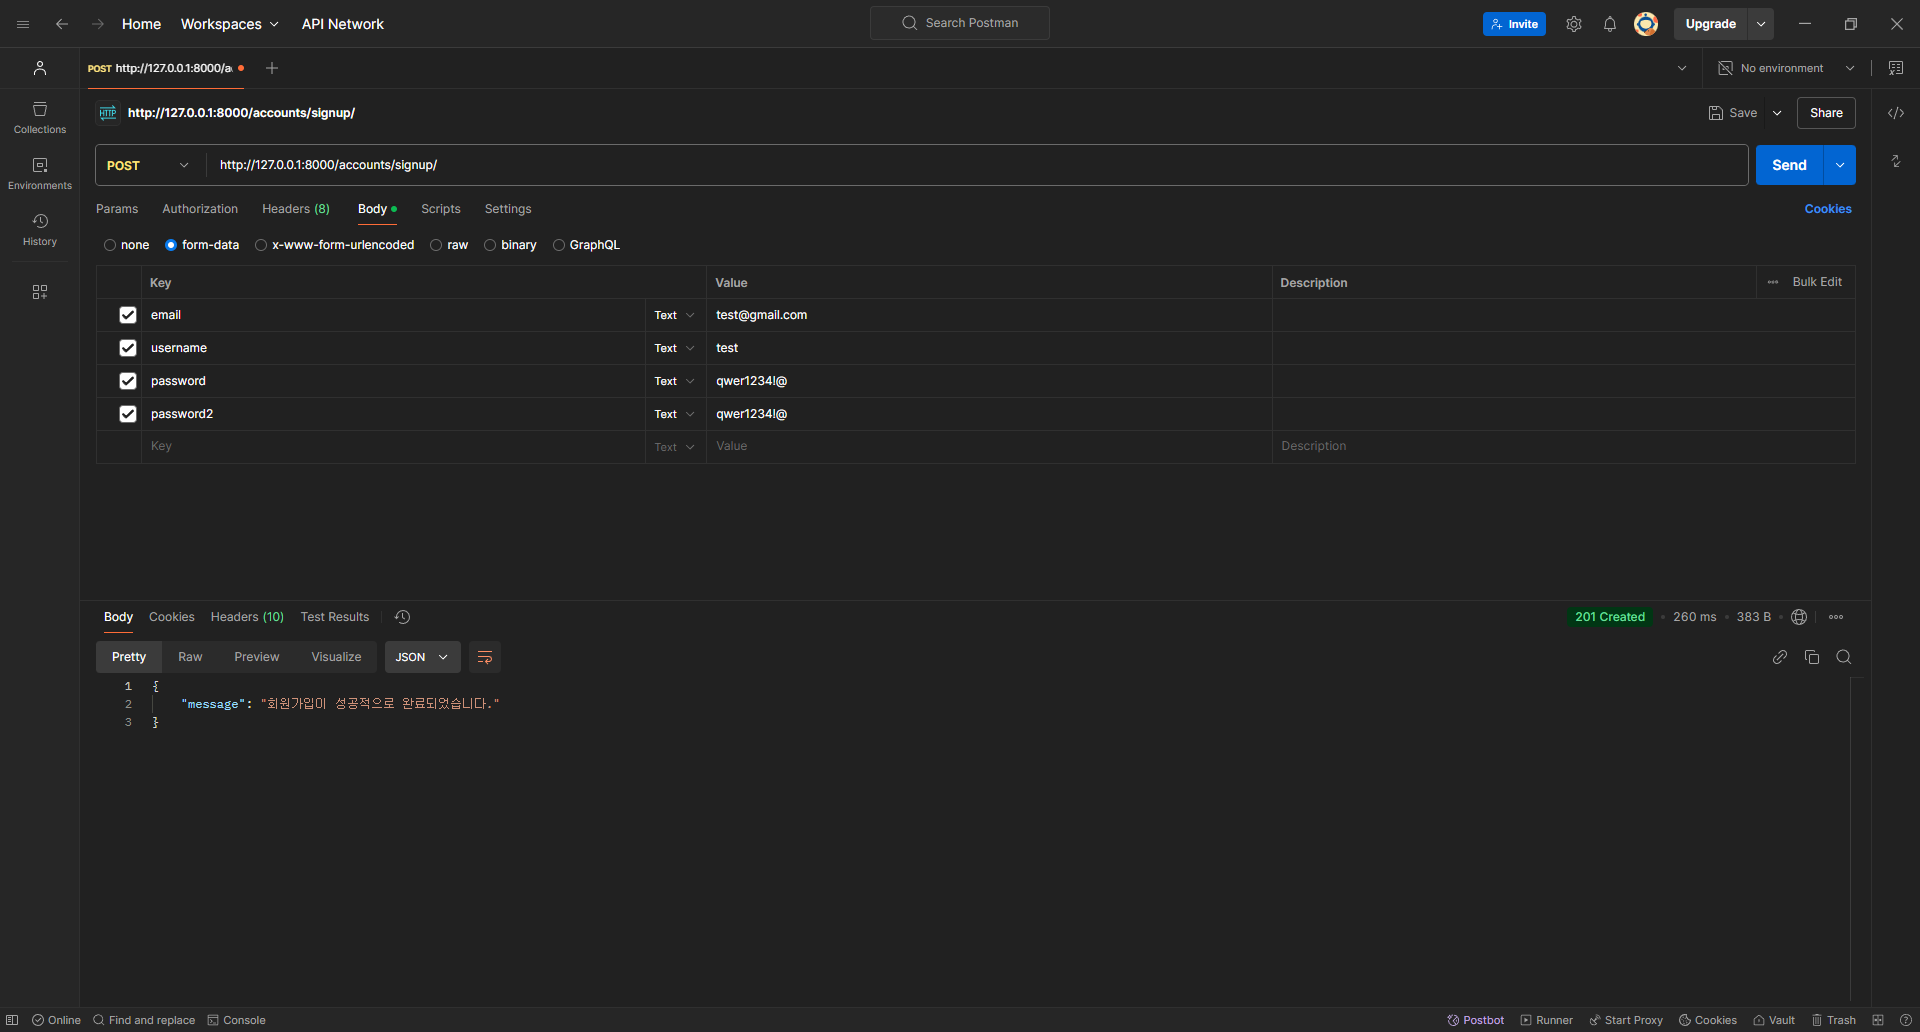 Home Workspaces API Network Search Postman Invite Upgrade
POST http://127.0.0.1:8000/a No environment
http://127.0.0.1:8000/accounts/signup/ Save Share
Collections
POST http://127.0.0.1:8000/accounts/signup/ Send
Environments
Params Authorization Headers (8) Body Scripts Settings Cookies
History
none form-data x-www-form-urlencoded raw binary GraphQL
Key Value Description Bulk Edit
email Text test@gmail.com
username Text test
password Text qwer1234!@
password2 Text qwer1234!@
Key Text Value Description
Body Cookies Headers (10) Test Results 201 Created 260 ms 383 B
Pretty Raw Preview Visualize JSON
1 {
2 "message": "회원가입이 성공적으로 완료되었습니다."
3 }
Online Find and replace Console Postbot Runner Start Proxy Cookies Vault Trash